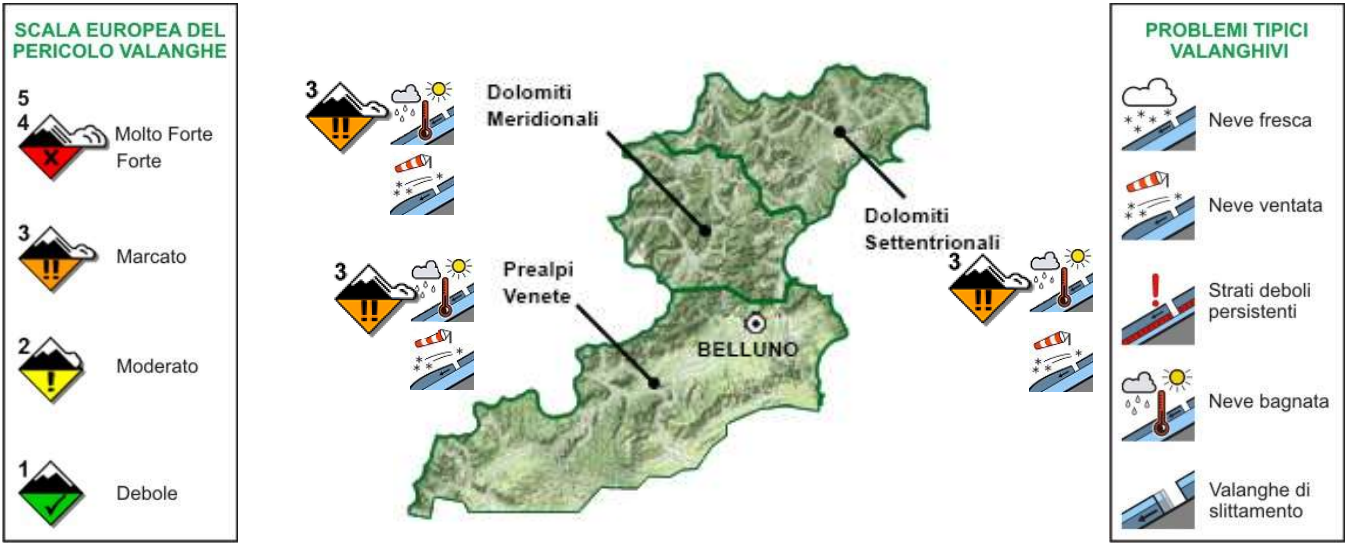 SCALA EUROPEA DEL
PERICOLO VALANGHE
5
4
Molto Forte
Forte
3
Marcato
2
Moderato
1
Debole
3
Dolomiti
Meridionali
Dolomiti
Settentrionali
3
Prealpi
Venete
3
BELLUNO
PROBLEMI TIPICI
VALANGHIVI
Neve fresca
Neve ventata
Strati deboli
persistenti
Neve bagnata
Valanghe di
slittamento